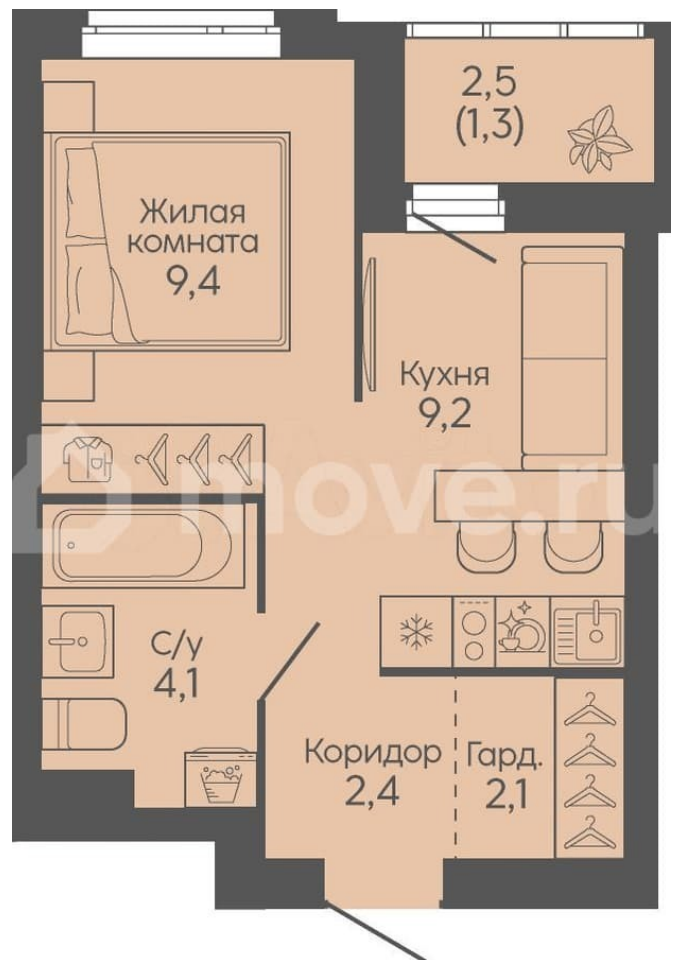 2,5
(1,3)
Жилая
комната
9,4
Кухня
9,2
move.ru
С/у
4,1
Коридор
2,4
Гард.
2,1